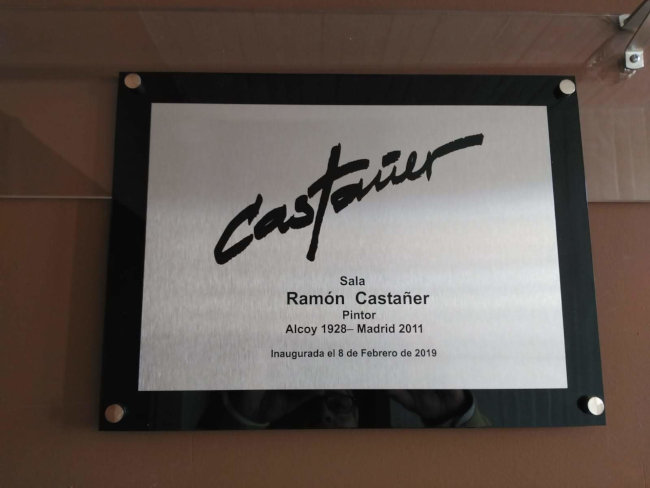 Castañer
Sala
Ramón Castañer
Pintor
Alcoy 1928– Madrid 2011
Inaugurada el 8 de Febrero de 2019